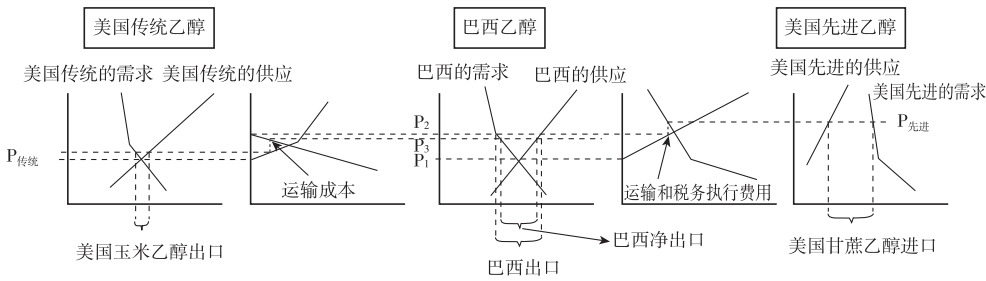 美国传统乙醇
巴西乙醇
美国先进乙醇
美国传统的需求 美国传统的供应
巴西的需求
巴西的供应
美国先进的供应
美国先进的需求
P传统
P2
P3
P1
P先进
运输成本
运输和税务执行费用
美国玉米乙醇出口
巴西净出口
巴西出口
美国甘蔗乙醇进口